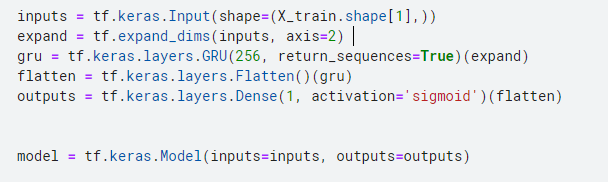 inputs = tf.keras.Input(shape=(X_train.shape[1],))
expand = tf.expand_dims(inputs, axis=2)
gru = tf.keras.layers.GRU(256, return_sequences=True)(expand)
flatten = tf.keras.layers.Flatten()(gru)
outputs = tf.keras.layers.Dense(1, activation='sigmoid')(flatten)
model = tf.keras.Model(inputs=inputs, outputs=outputs)